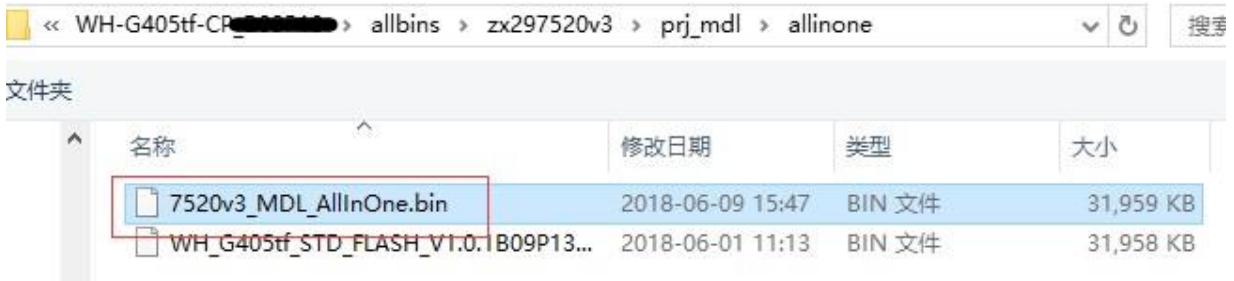 « WH-G405tf-CP_ › allbins › zx297520v3 › prj_mdl › allinone
搜索
文件夹
名称 修改日期 类型 大小
7520v3_MDL_AllInOne.bin 2018-06-09 15:47 BIN 文件 31,959 KB
WH_G405tf_STD_FLASH_V1.0.1B09P13... 2018-06-01 11:13 BIN 文件 31,958 KB